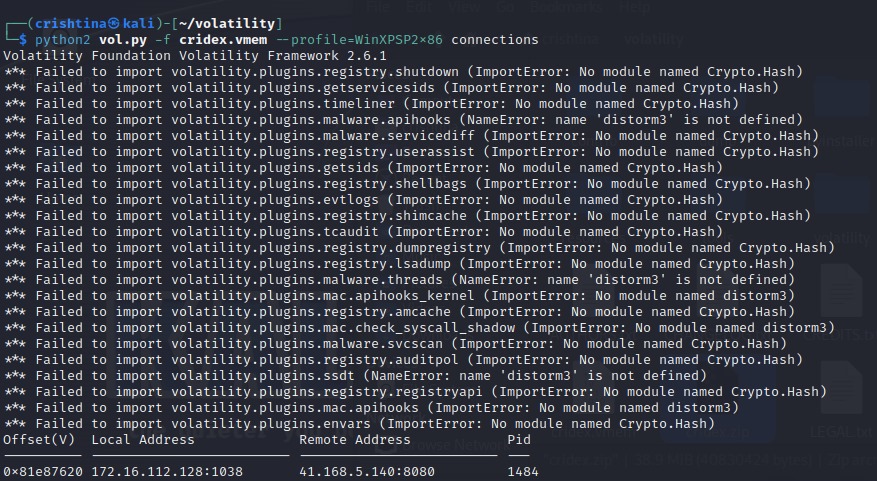 ┌──(crishtina㉿kali)-[~/volatility]
└─$ python2 vol.py -f cridex.vmem --profile=WinXPSP2×86 connections
Volatility Foundation Volatility Framework 2.6.1
*** Failed to import volatility.plugins.registry.shutdown (ImportError: No module named Crypto.Hash)
*** Failed to import volatility.plugins.getservicesids (ImportError: No module named Crypto.Hash)
*** Failed to import volatility.plugins.timeliner (ImportError: No module named Crypto.Hash)
*** Failed to import volatility.plugins.malware.apihooks (NameError: name 'distorm3' is not defined)
*** Failed to import volatility.plugins.malware.servicediff (ImportError: No module named Crypto.Hash)
*** Failed to import volatility.plugins.registry.userassist (ImportError: No module named Crypto.Hash)
*** Failed to import volatility.plugins.getsids (ImportError: No module named Crypto.Hash)
*** Failed to import volatility.plugins.registry.shellbags (ImportError: No module named Crypto.Hash)
*** Failed to import volatility.plugins.evtlogs (ImportError: No module named Crypto.Hash)
*** Failed to import volatility.plugins.registry.shimcache (ImportError: No module named Crypto.Hash)
*** Failed to import volatility.plugins.tcaudit (ImportError: No module named Crypto.Hash)
*** Failed to import volatility.plugins.registry.dumpregistry (ImportError: No module named Crypto.Hash)
*** Failed to import volatility.plugins.registry.lsadump (ImportError: No module named Crypto.Hash)
*** Failed to import volatility.plugins.malware.threads (NameError: name 'distorm3' is not defined)
*** Failed to import volatility.plugins.mac.apihooks_kernel (ImportError: No module named distorm3)
*** Failed to import volatility.plugins.registry.amcache (ImportError: No module named Crypto.Hash)
*** Failed to import volatility.plugins.mac.check_syscall_shadow (ImportError: No module named distorm3)
*** Failed to import volatility.plugins.malware.svcscan (ImportError: No module named Crypto.Hash)
*** Failed to import volatility.plugins.registry.auditpol (ImportError: No module named Crypto.Hash)
*** Failed to import volatility.plugins.ssdt (NameError: name 'distorm3' is not defined)
*** Failed to import volatility.plugins.registry.registryapi (ImportError: No module named Crypto.Hash)
*** Failed to import volatility.plugins.mac.apihooks (ImportError: No module named distorm3)
*** Failed to import volatility.plugins.envars (ImportError: No module named Crypto.Hash)
Offset(V) Local Address Remote Address Pid
0×81e87620 172.16.112.128:1038 41.168.5.140:8080 1484